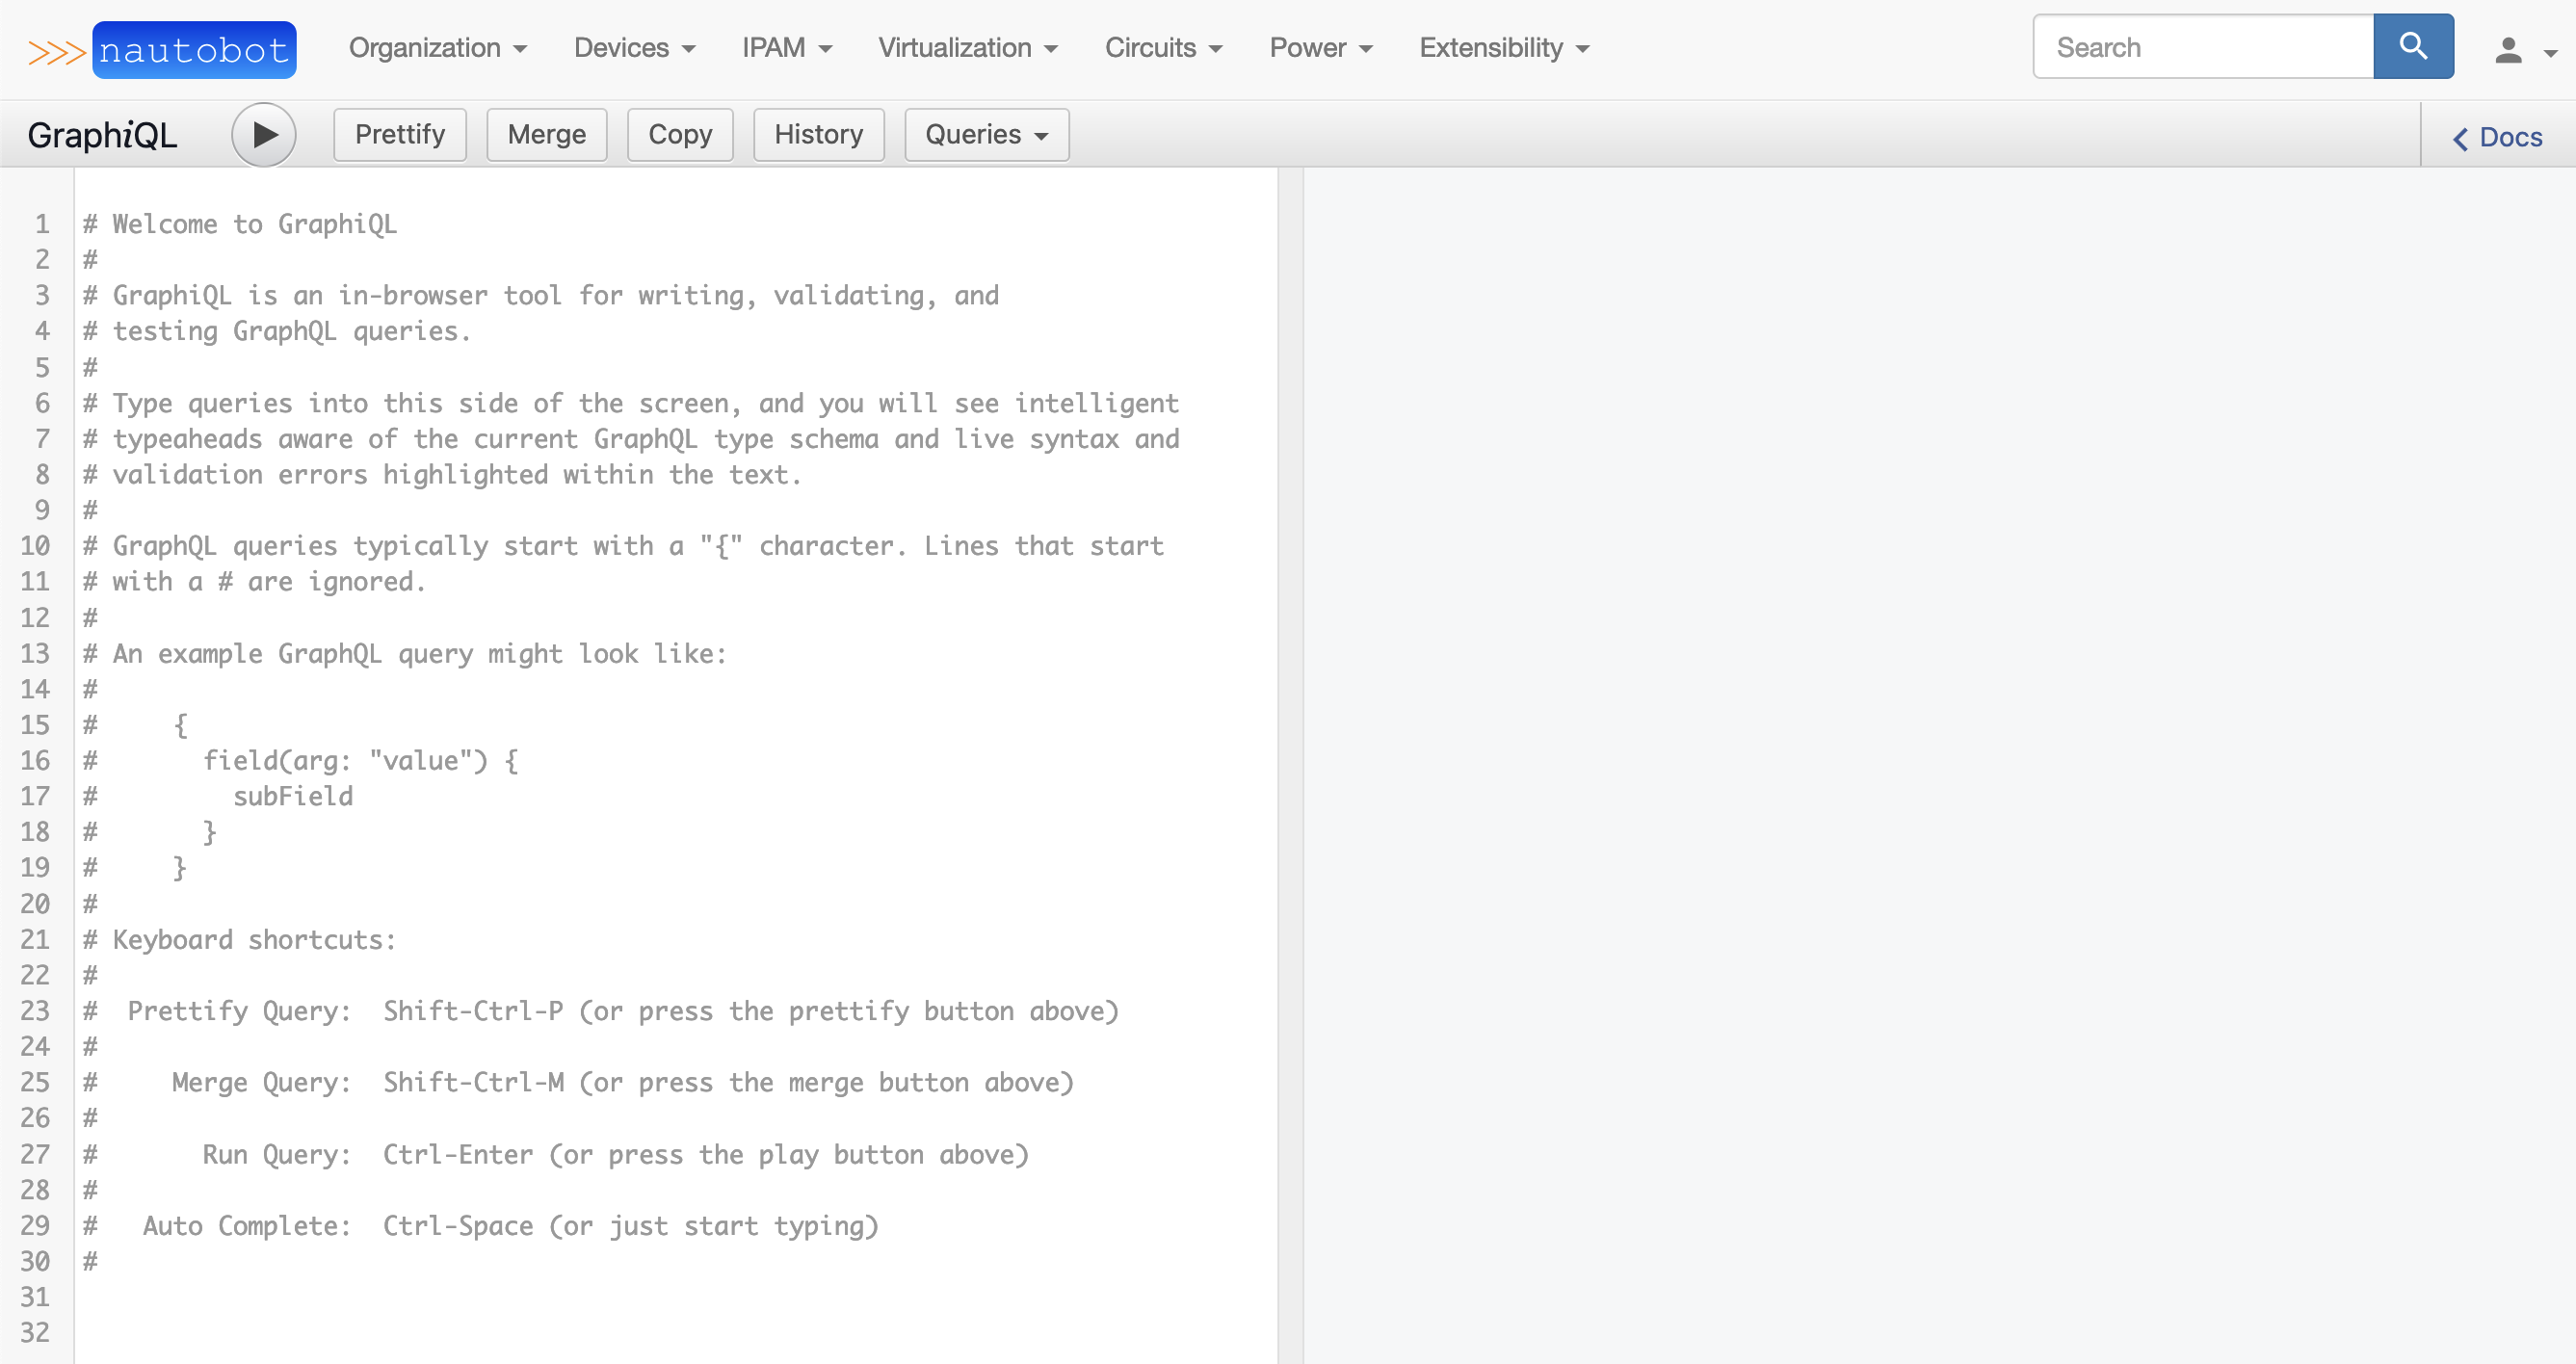 >>> nautobot Organization Devices IPAM Virtualization Circuits Power Extensibility Search
GraphiQL Prettify Merge Copy History Queries Docs
1 # Welcome to GraphiQL
2 #
3 # GraphiQL is an in-browser tool for writing, validating, and
4 # testing GraphQL queries.
5 #
6 # Type queries into this side of the screen, and you will see intelligent
7 # typeaheads aware of the current GraphQL type schema and live syntax and
8 # validation errors highlighted within the text.
9 #
10 # GraphQL queries typically start with a "{" character. Lines that start
11 # with a # are ignored.
12 #
13 # An example GraphQL query might look like:
14 #
15 #     {
16 #       field(arg: "value") {
17 #         subField
18 #       }
19 #     }
20 #
21 # Keyboard shortcuts:
22 #
23 #  Prettify Query:  Shift-Ctrl-P (or press the prettify button above)
24 #
25 #     Merge Query:  Shift-Ctrl-M (or press the merge button above)
26 #
27 #       Run Query:  Ctrl-Enter (or press the play button above)
28 #
29 #   Auto Complete:  Ctrl-Space (or just start typing)
30 #
31
32